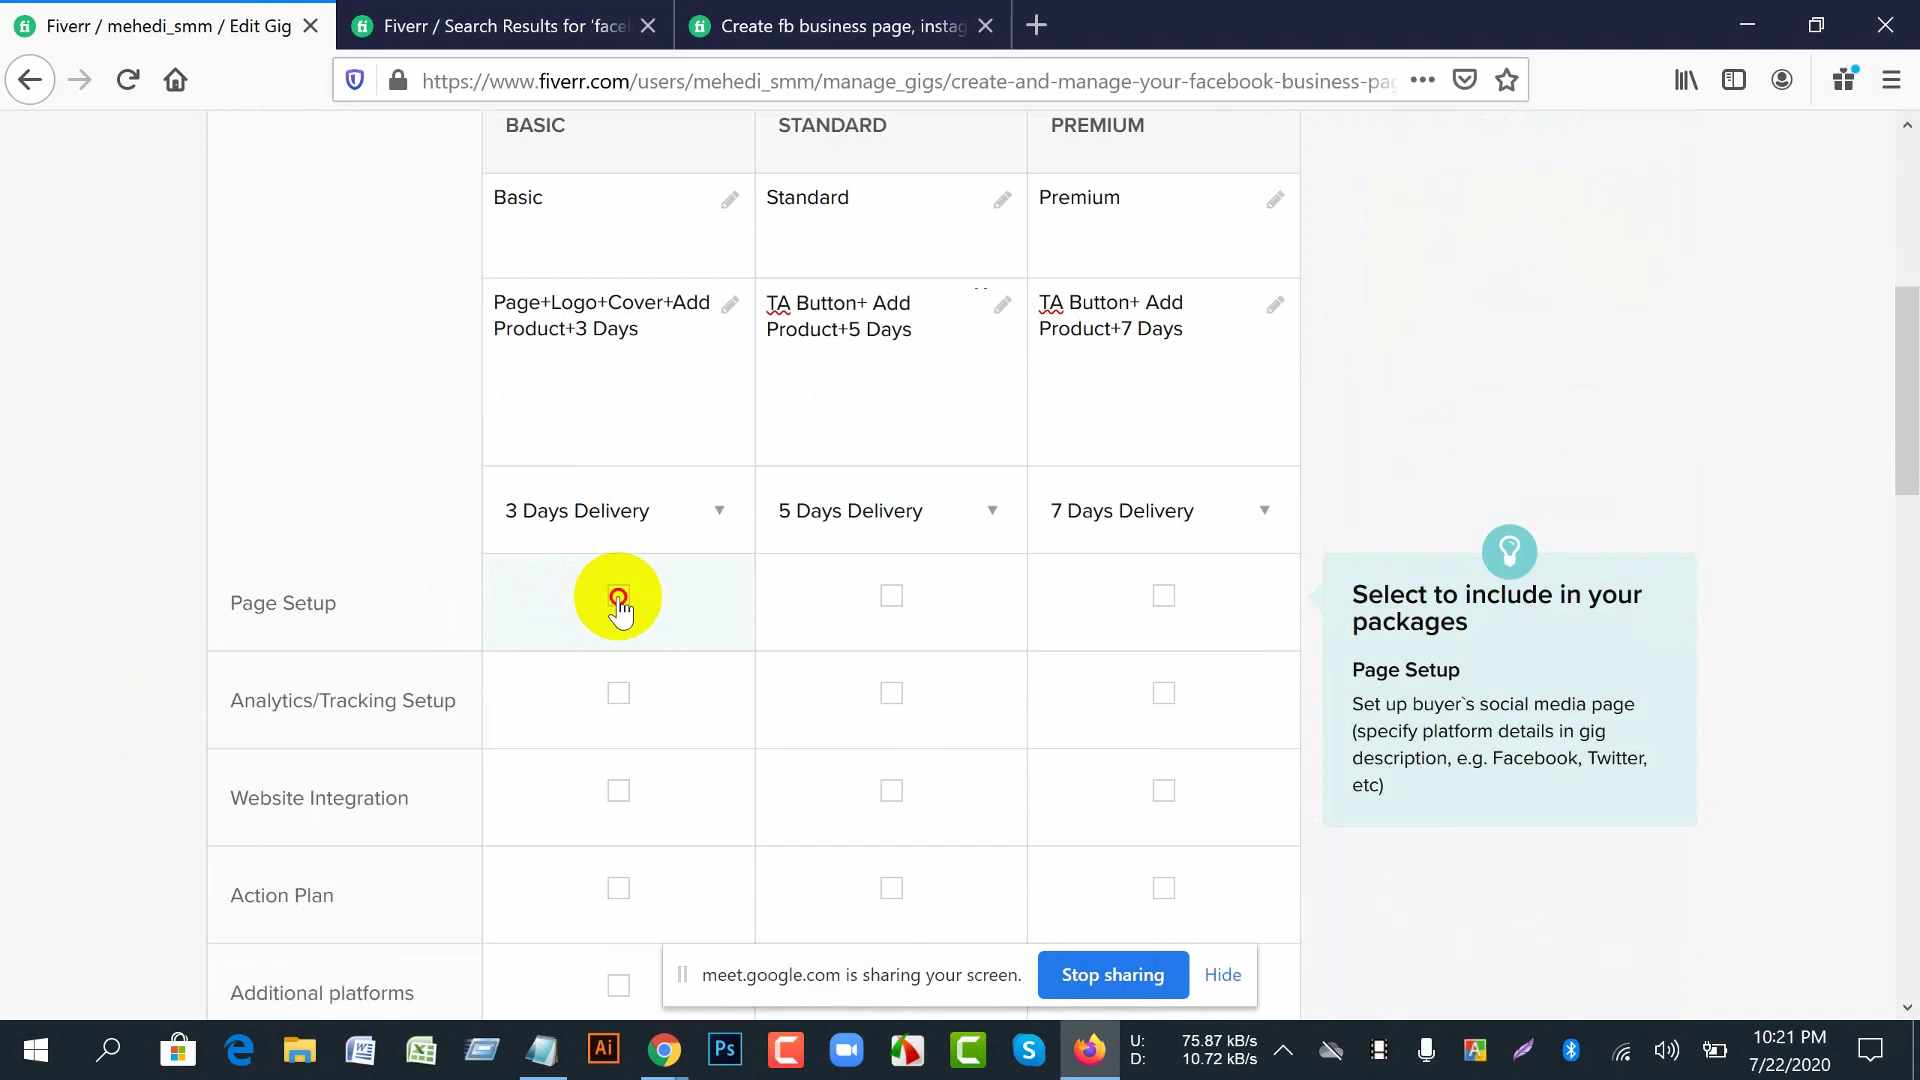 Fiverr / mehedi_smm / Edit Gig
Fiverr / Search Results for 'face
Create fb business page, instag
https://www.fiverr.com/users/mehedi_smm/manage_gigs/create-and-manage-your-facebook-business-pag
BASIC
STANDARD
PREMIUM
Basic
Standard
Premium
Page+Logo+Cover+Add
Product+3 Days
TA Button+ Add
Product+5 Days
TA Button+ Add
Product+7 Days
3 Days Delivery
5 Days Delivery
7 Days Delivery
Page Setup
Analytics/Tracking Setup
Website Integration
Action Plan
Additional platforms
Select to include in your
packages
Page Setup
Set up buyer`s social media page
(specify platform details in gig
description, e.g. Facebook, Twitter,
etc)
meet.google.com is sharing your screen.
Stop sharing
Hide
U: 75.87 kB/s
D: 10.72 kB/s
10:21 PM
7/22/2020